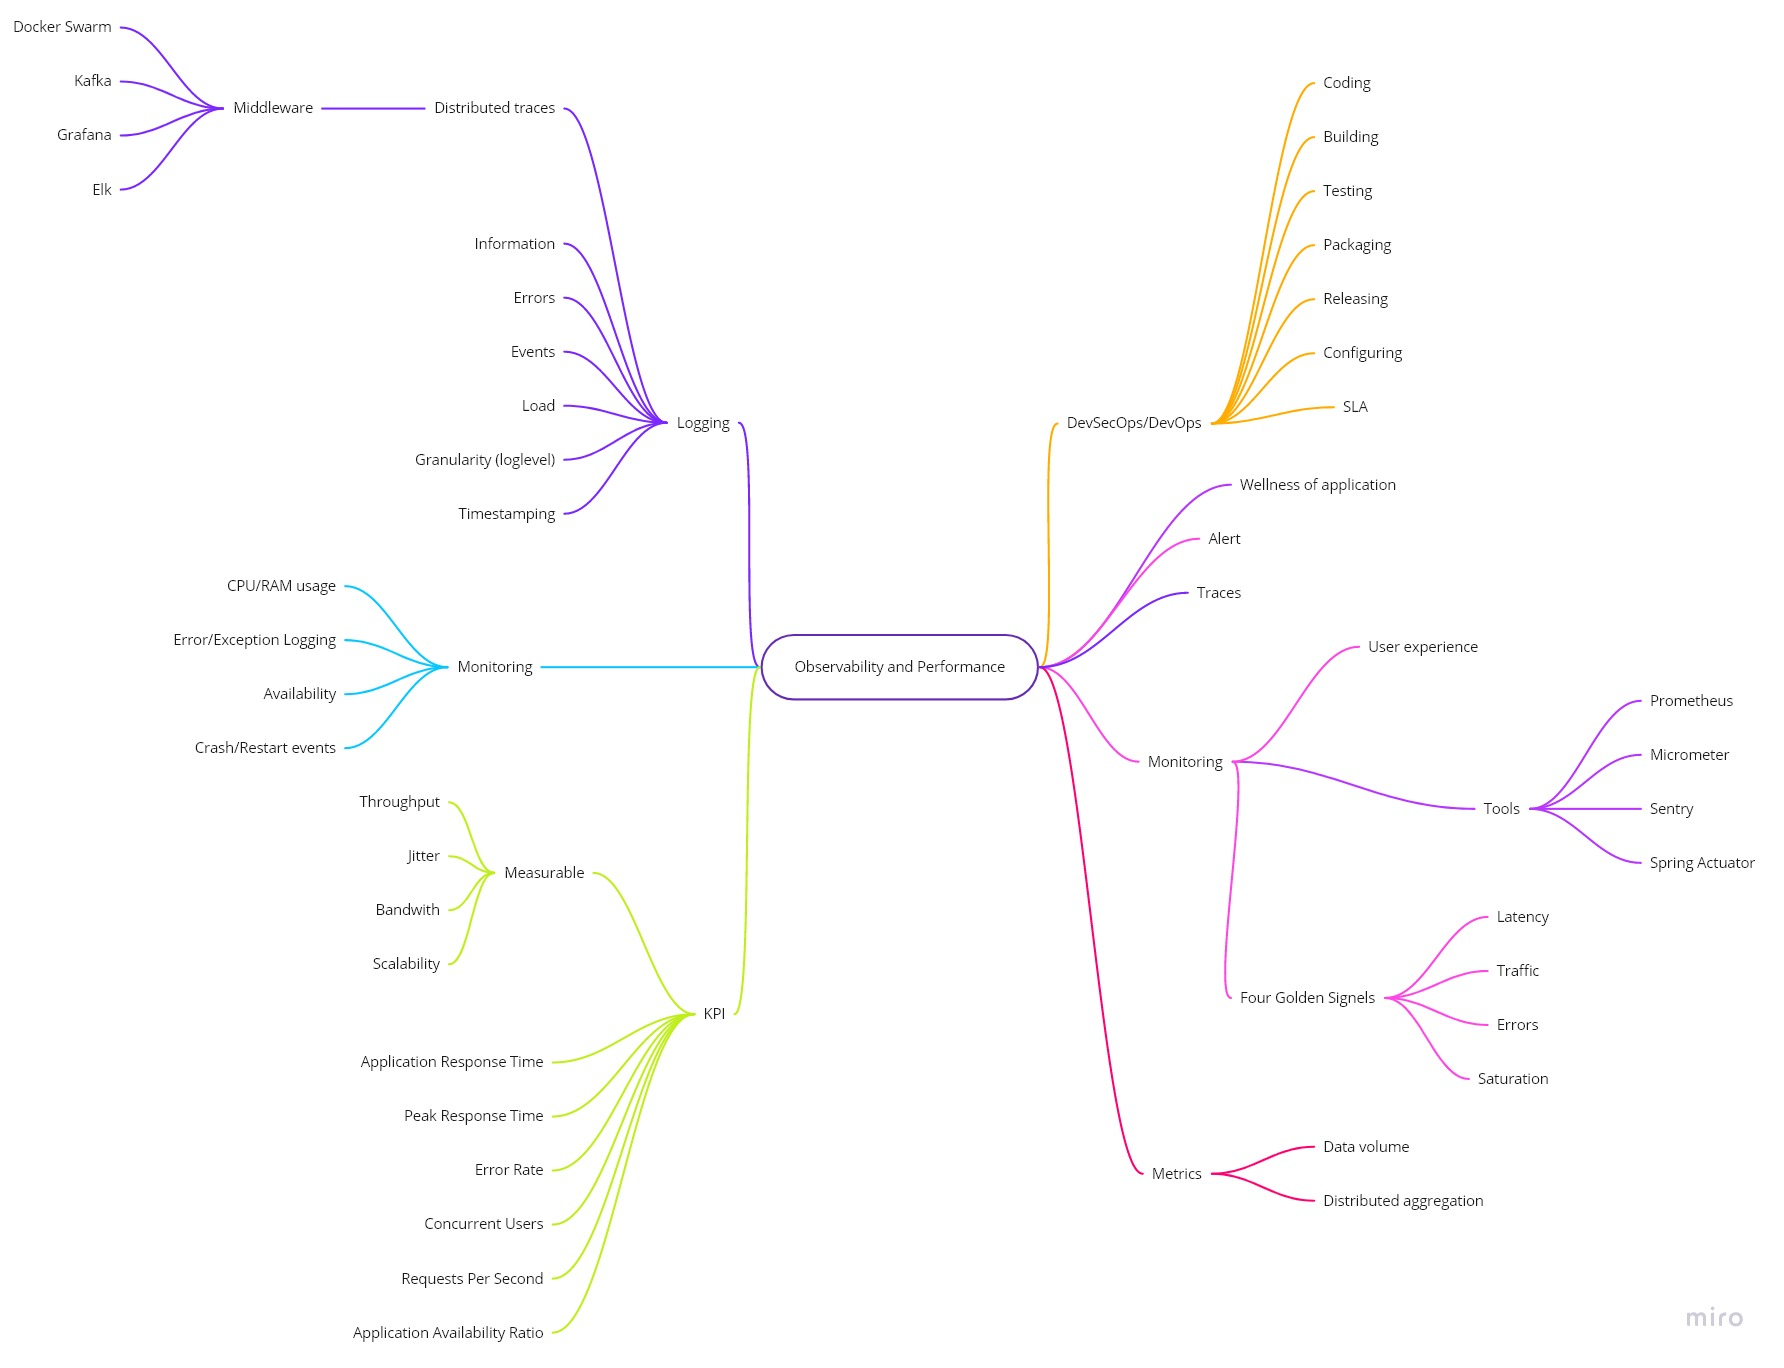 Docker Swarm
Kafka
Grafana
Elk
Middleware
Distributed traces
Information
Errors
Events
Load
Granularity (loglevel)
Timestamping
Logging
CPU/RAM usage
Error/Exception Logging
Availability
Crash/Restart events
Monitoring
Throughput
Jitter
Bandwith
Scalability
Measurable
KPI
Application Response Time
Peak Response Time
Error Rate
Concurrent Users
Requests Per Second
Application Availability Ratio
Observability and Performance
DevSecOps/DevOps
Coding
Building
Testing
Packaging
Releasing
Configuring
SLA
Wellness of application
Alert
Traces
Monitoring
User experience
Tools
Prometheus
Micrometer
Sentry
Spring Actuator
Four Golden Signels
Latency
Traffic
Errors
Saturation
Metrics
Data volume
Distributed aggregation
miro